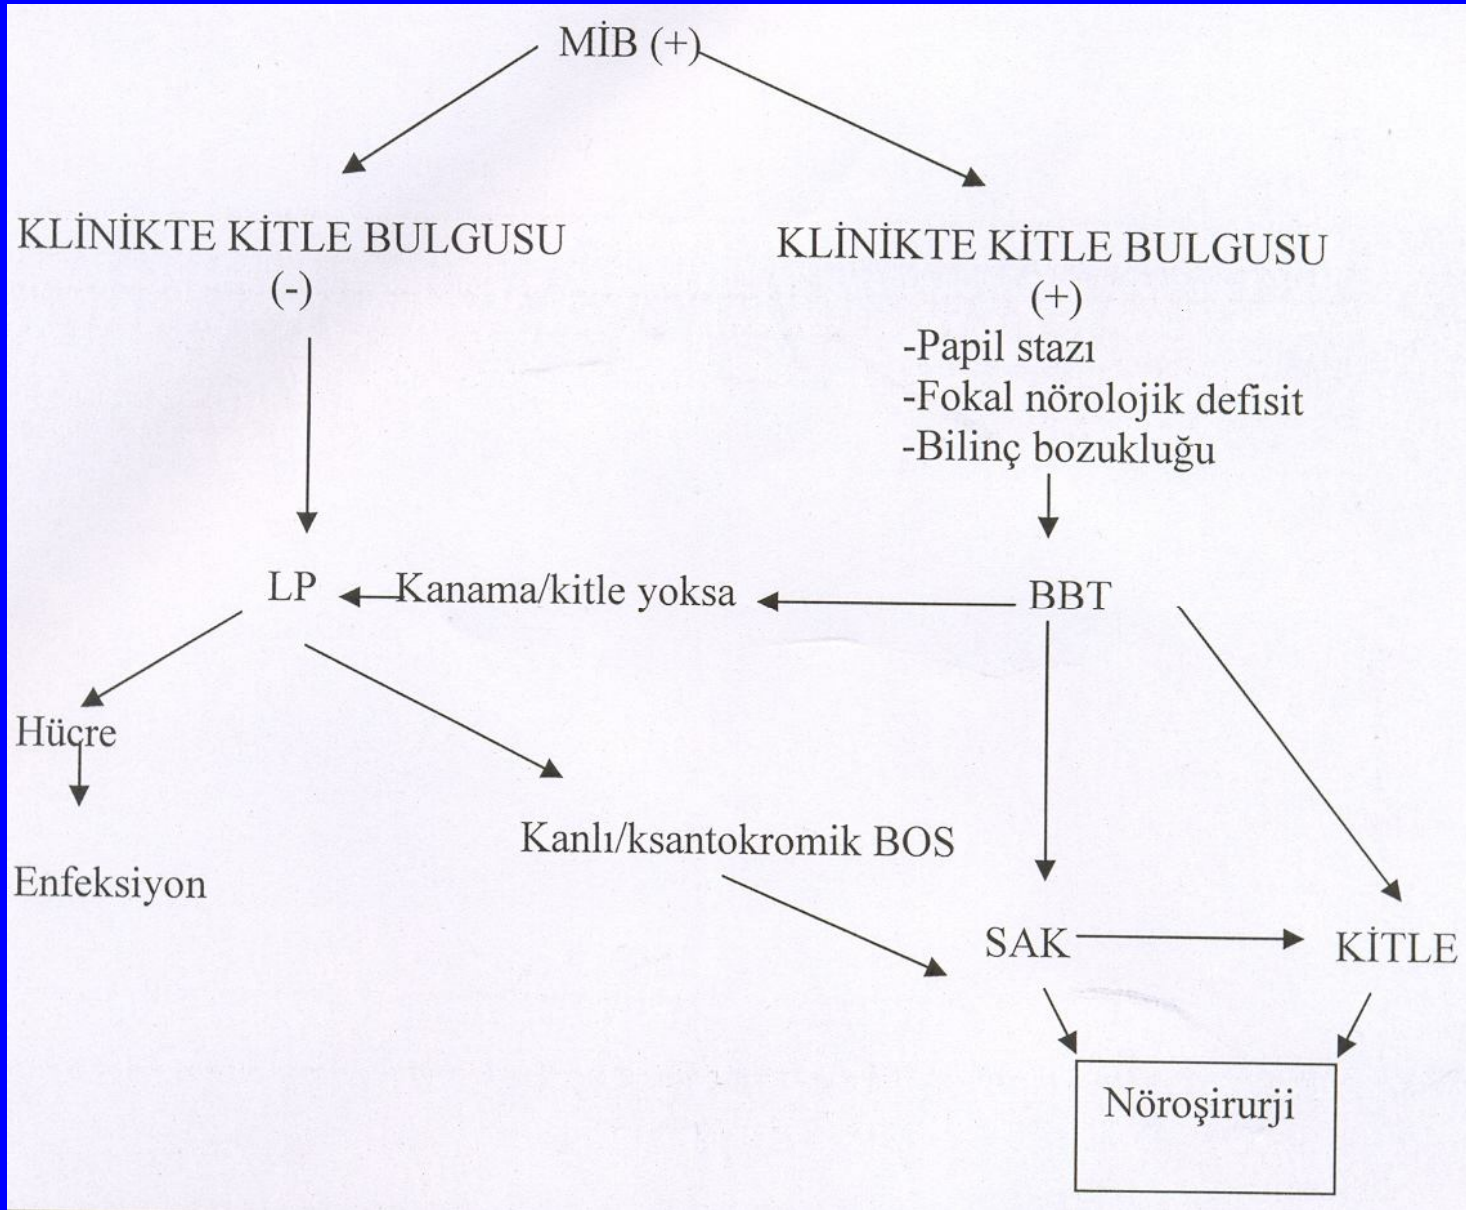 MİB (+)
KLİNİKTE KİTLE BULGUSU
(-)
KLİNİKTE KİTLE BULGUSU
(+)
-Papil stazı
-Fokal nörolojik defisit
-Bilinç bozukluğu
LP
Kanama/kitle yoksa
BBT
Hücre
Enfeksiyon
Kanlı/ksantokromik BOS
SAK
KİTLE
Nöroşirurji